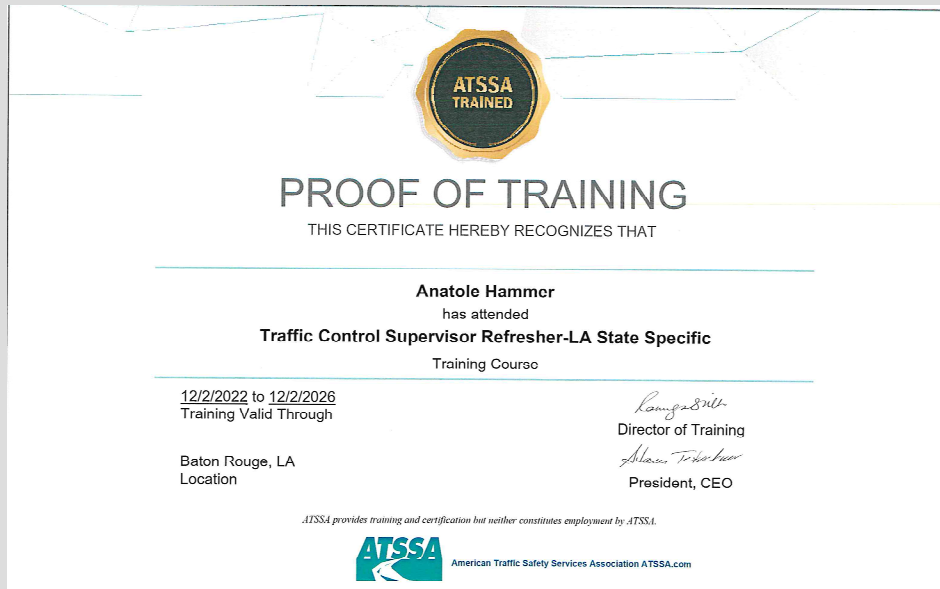 ATSSA
TRAINED
PROOF OF TRAINING
THIS CERTIFICATE HEREBY RECOGNIZES THAT
Anatole Hammer
has attended
Traffic Control Supervisor Refresher-LA State Specific
Training Course
12/2/2022 to 12/2/2026
Training Valid Through
Director of Training
Baton Rouge, LA
Location
President, CEO
ATSSA provides training and certification but neither constitutes employment by ATSSA.
ATSSA
American Traffic Safety Services Association ATSSA.com